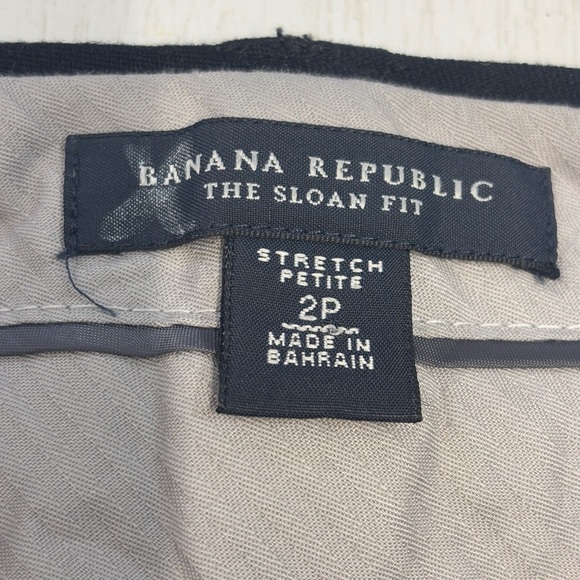 BANANA REPUBLIC
THE SLOAN FIT
STRETCH
PETITE
2P
MADE IN
BAHRAIN